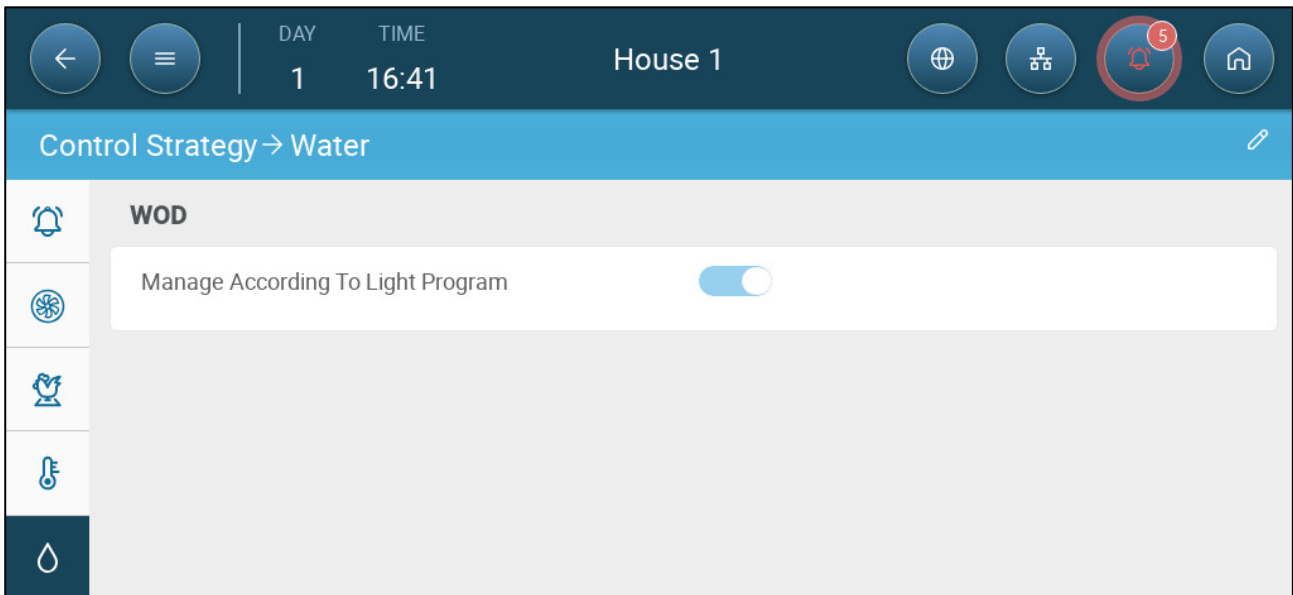 DAY TIME
1 16:41
House 1
5
Control Strategy → Water
WOD
Manage According To Light Program